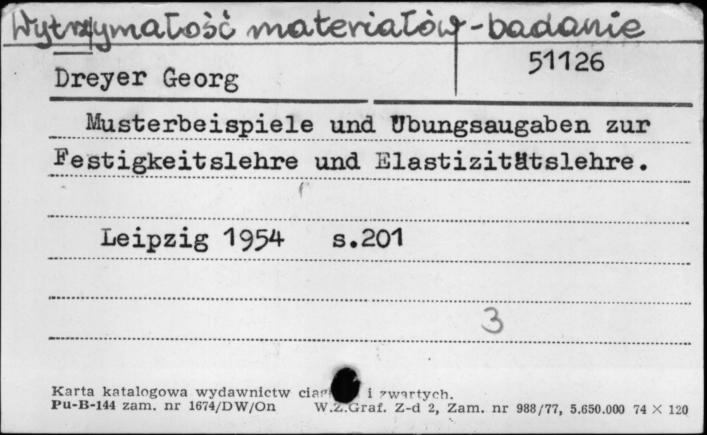 Wytrzymałość materiałów - badanie
51126
Dreyer Georg
Musterbeispiele und Übungsaugaben zur
Festigkeitslehre und Elastizitätslehre.
Leipzig 1954 s.201
3
Karta katalogowa wydawnictw i zwartych.
Pu-B-144 zam. nr 1674/DW/On W.Z.Graf. Z-d 2, Zam. nr 988/77, 5.650.000 74 × 120